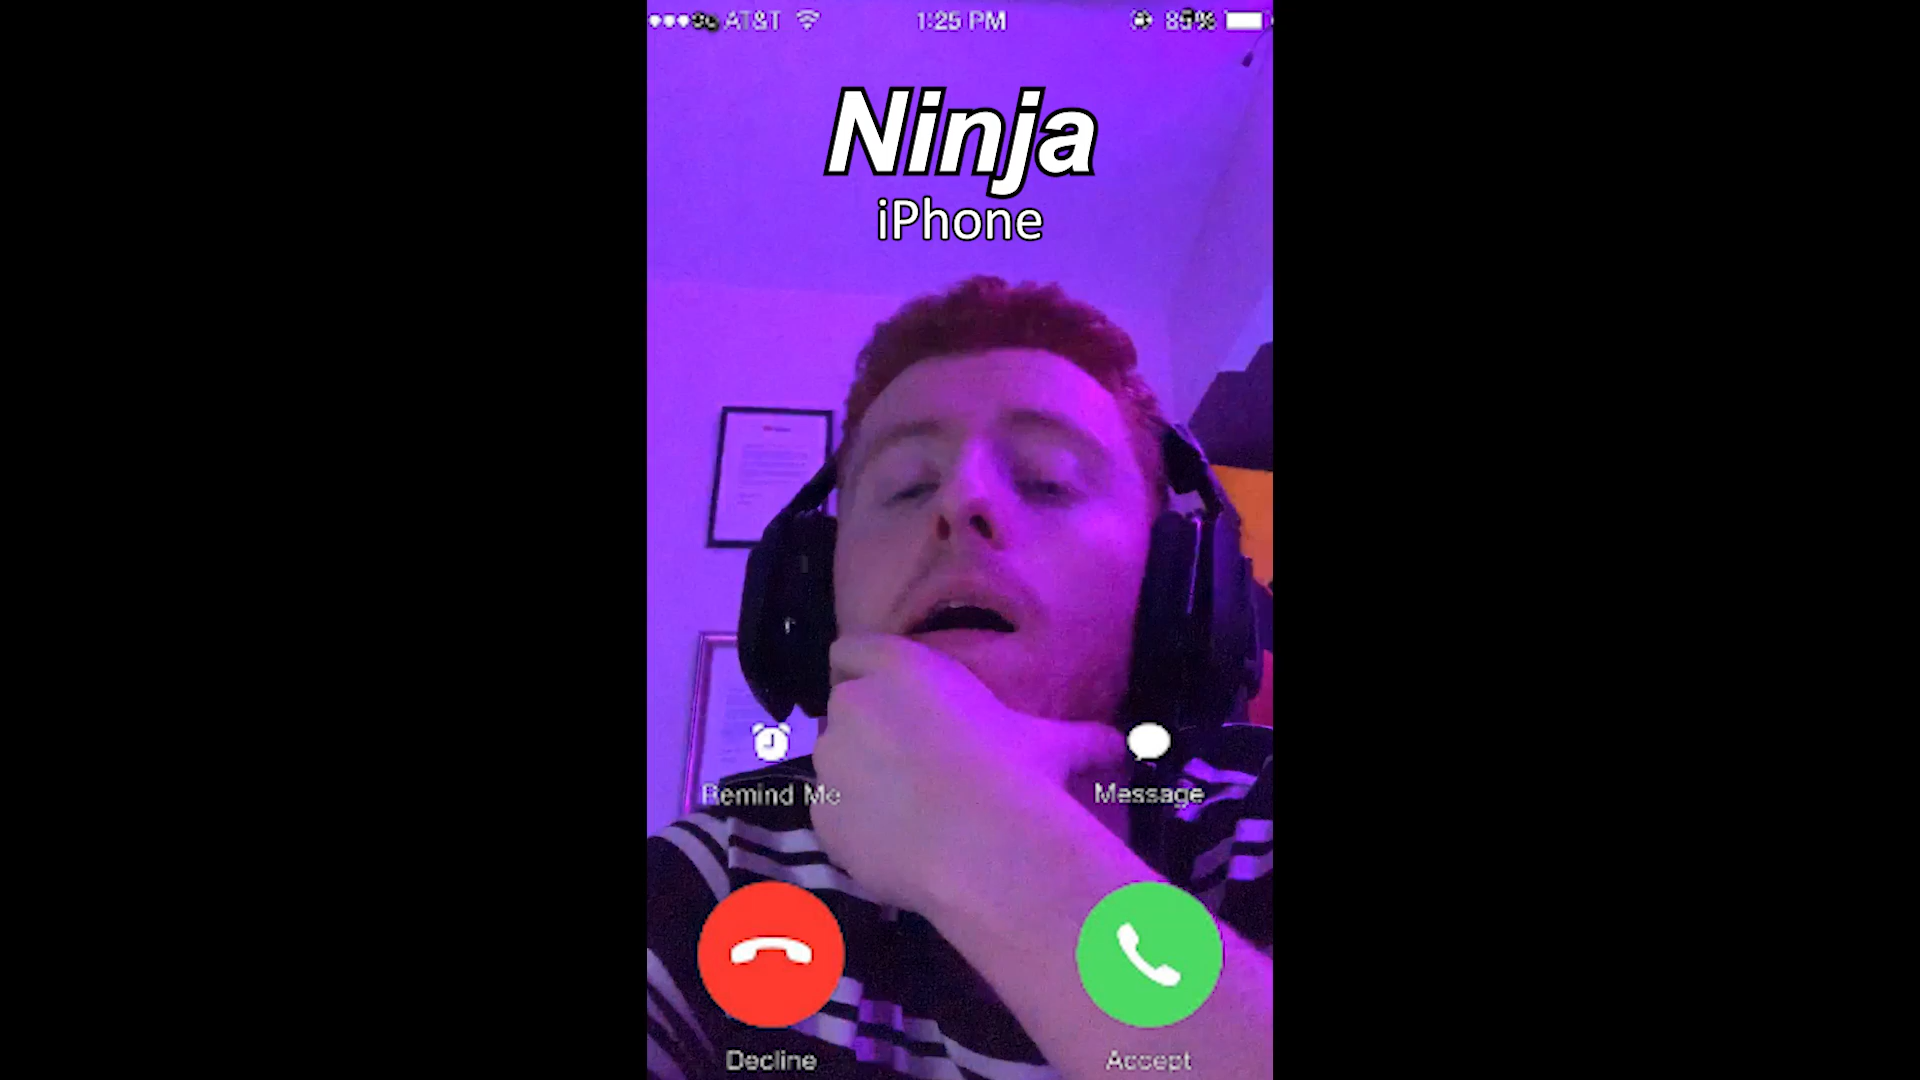 AT&T 1:25 PM 85%
Ninja
iPhone
Remind Me
Message
Decline
Accept